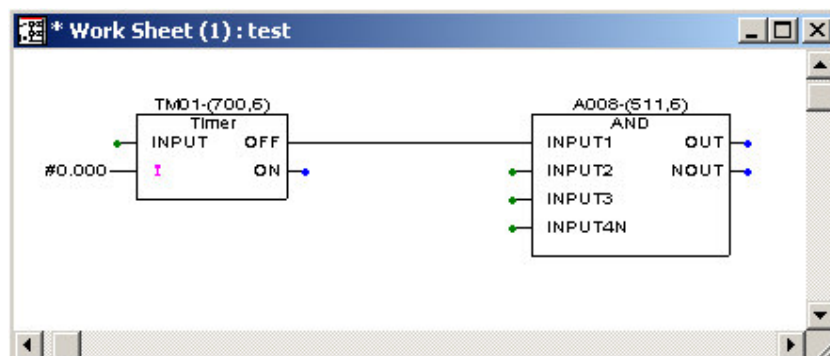 * Work Sheet (1) : test
TM01-(700,6)
Timer
INPUT OFF
#0.000 I ON
A008-(511,6)
AND
INPUT1 OUT
INPUT2 NOUT
INPUT3
INPUT4N